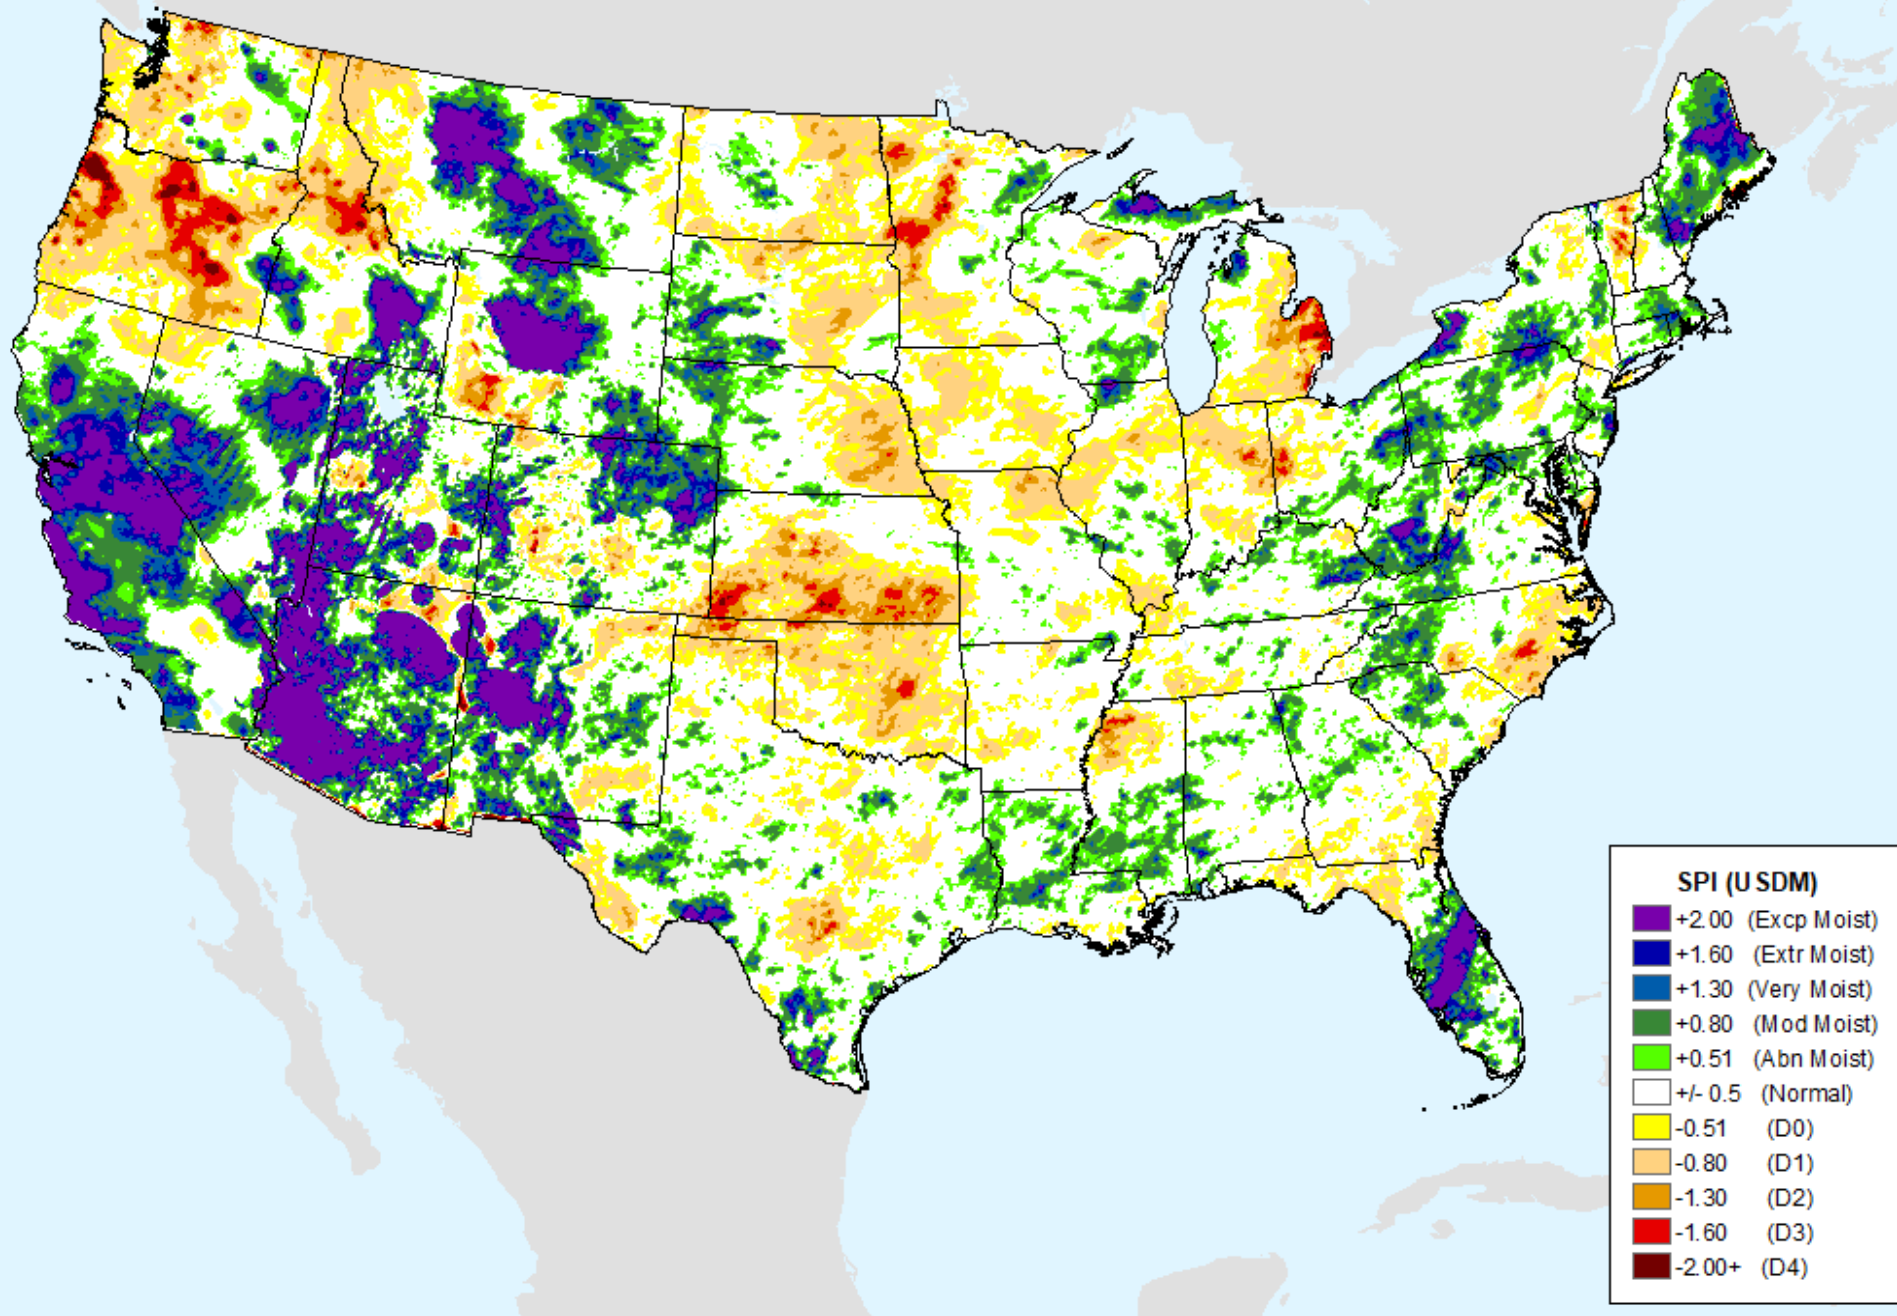 SPI (USDM)
+2.00 (Excp Moist)
+1.60 (Extr Moist)
+1.30 (Very Moist)
+0.80 (Mod Moist)
+0.51 (Abn Moist)
+/- 0.5 (Normal)
-0.51 (D0)
-0.80 (D1)
-1.30 (D2)
-1.60 (D3)
-2.00+ (D4)